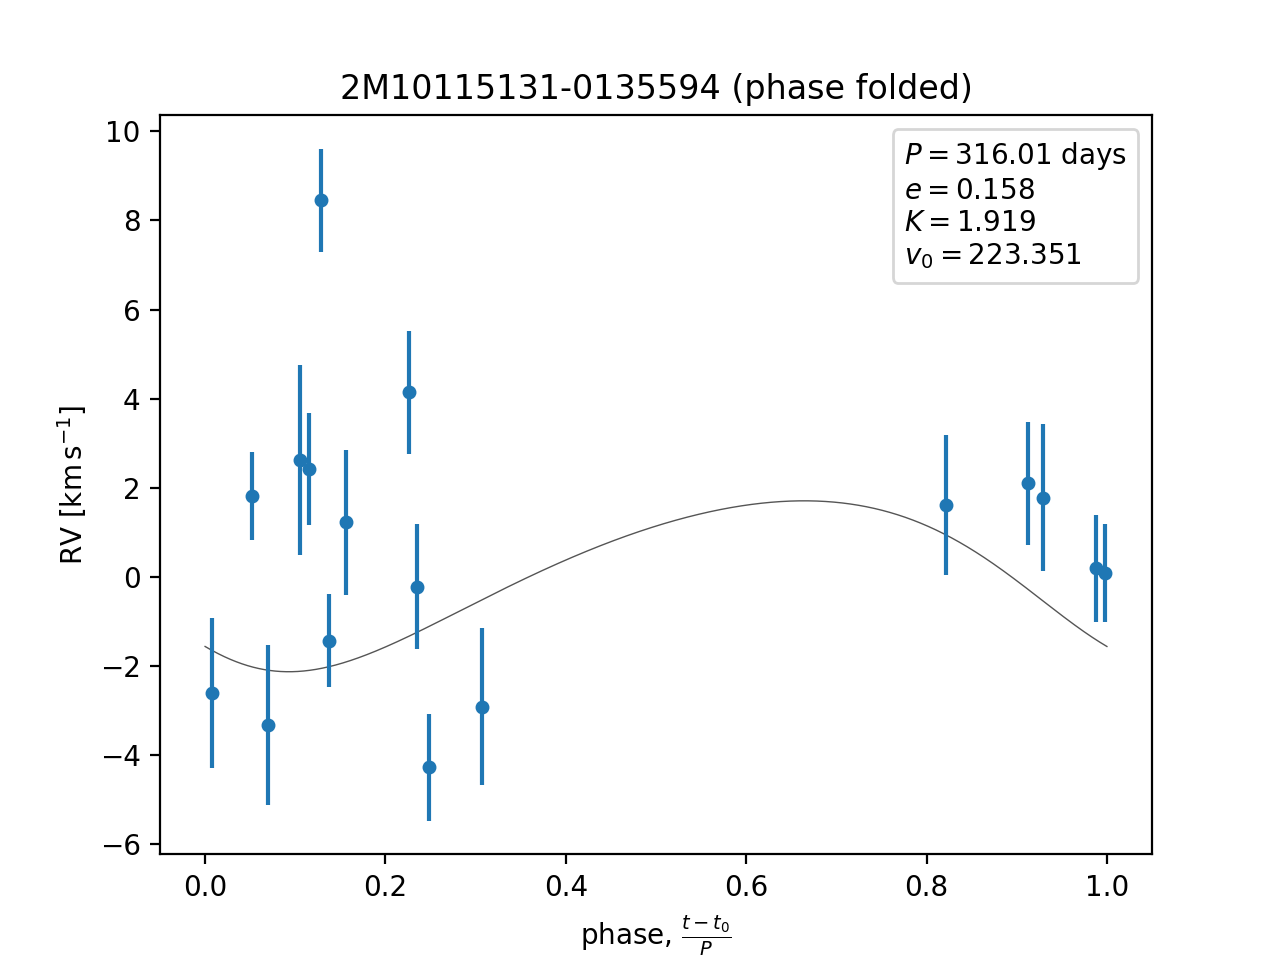 2M10115131-0135594 (phase folded)
P = 316.01 days
e = 0.158
K = 1.919
v₀ = 223.351
RV [km s⁻¹]
10
8
6
4
2
0
−2
−4
−6
0.0 0.2 0.4 0.6 0.8 1.0
phase, (t − t₀)/P